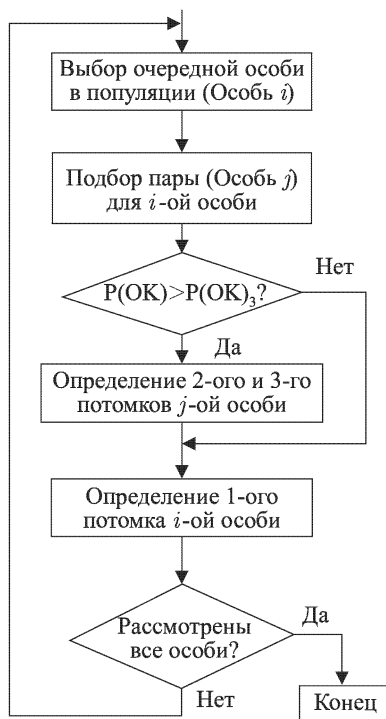 Выбор очередной особи
в популяции (Особь i)
Подбор пары (Особь j)
для i-ой особи
Нет
P(OK)>P(OK)₃?
Да
Определение 2-ого и 3-го
потомков j-ой особи
Определение 1-ого
потомка i-ой особи
Да
Рассмотрены
все особи?
Нет
Конец